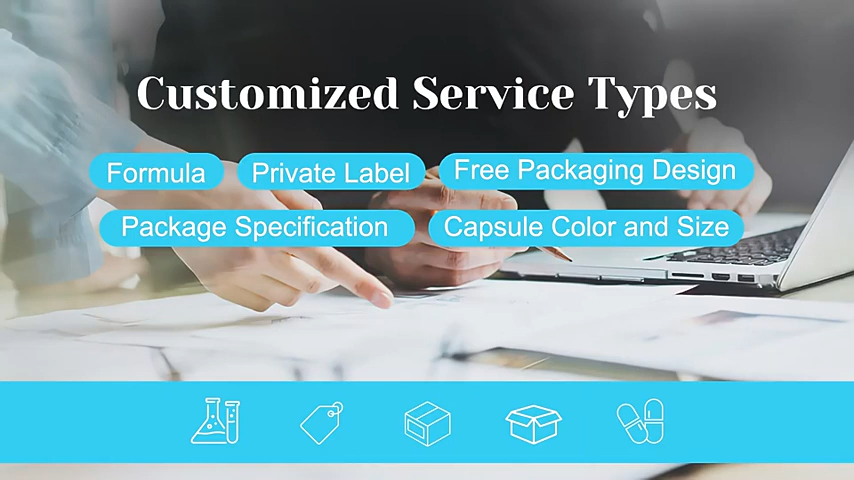 Customized Service Types
Formula Private Label Free Packaging Design
Package Specification Capsule Color and Size